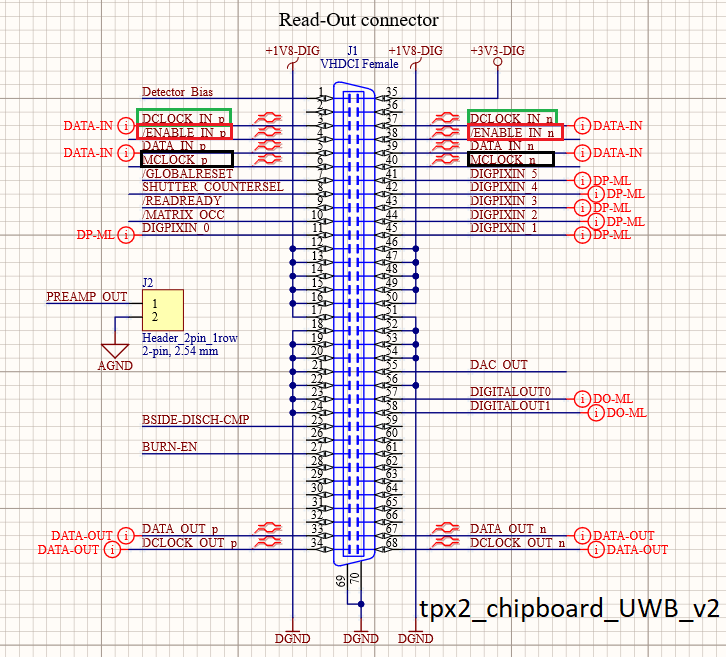 Read-Out connector
+1V8-DIG J1 +1V8-DIG +3V3-DIG
VHDCI Female
Detector_Bias 1 35
2 36
DCLOCK_IN_p 3 37 DCLOCK_IN_n
DATA-IN i i DATA-IN
/ENABLE_IN_p 4 38 /ENABLE_IN_n
DATA_IN_p 5 39 DATA_IN_n
DATA-IN i i DATA-IN
MCLOCK_p 6 40 MCLOCK_n
/GLOBALRESET 7 41 DIGPIXIN_5 i DP-ML
SHUTTER_COUNTERSEL 8 42 DIGPIXIN_4 i DP-ML
/READREADY 9 43 DIGPIXIN_3 i DP-ML
/MATRIX_OCC 10 44 DIGPIXIN_2 i DP-ML
DP-ML i DIGPIXIN_0 11 45 DIGPIXIN_1 i DP-ML
12 46
13 47
14 48
15 49
16 50
17 51
18 52
19 53
20 54
21 55 DAC_OUT
22 56
23 57 DIGITALOUT0 i DO-ML
24 58 DIGITALOUT1 i DO-ML
BSIDE-DISCH-CMP 25 59
26 60
BURN-EN 27 61
28 62
29 63
30 64
31 65
32 66
DATA-OUT i DATA_OUT_p 33 67 DATA_OUT_n i DATA-OUT
DATA-OUT i DCLOCK_OUT_p 34 68 DCLOCK_OUT_n i DATA-OUT
69 70
J2
PREAMP_OUT 1
2
Header_2pin_1row
2-pin, 2.54 mm
AGND
DGND DGND DGND
tpx2_chipboard_UWB_v2